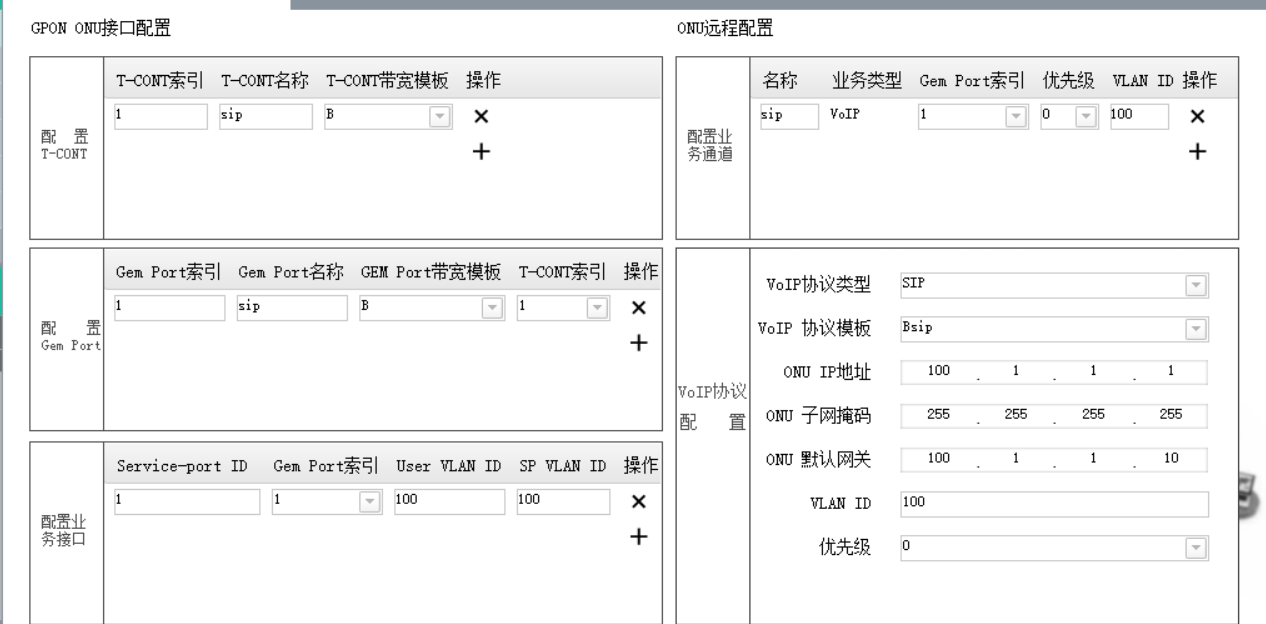 GPON ONU接口配置
T-CONT索引 T-CONT名称 T-CONT带宽模板 操作
配 置
T-CONT
1 sip B
Gem Port索引 Gem Port名称 GEM Port带宽模板 T-CONT索引 操作
配 置
Gem Port
1 sip B 1
Service-port ID Gem Port索引 User VLAN ID SP VLAN ID 操作
配置业
务接口
1 1 100 100
ONU远程配置
名称 业务类型 Gem Port索引 优先级 VLAN ID 操作
配置业
务通道
sip VoIP 1 0 100
VoIP协议
配 置
VoIP协议类型 SIP
VoIP 协议模板 Bsip
ONU IP地址 100 . 1 . 1 . 1
ONU 子网掩码 255 . 255 . 255 . 255
ONU 默认网关 100 . 1 . 1 . 10
VLAN ID 100
优先级 0